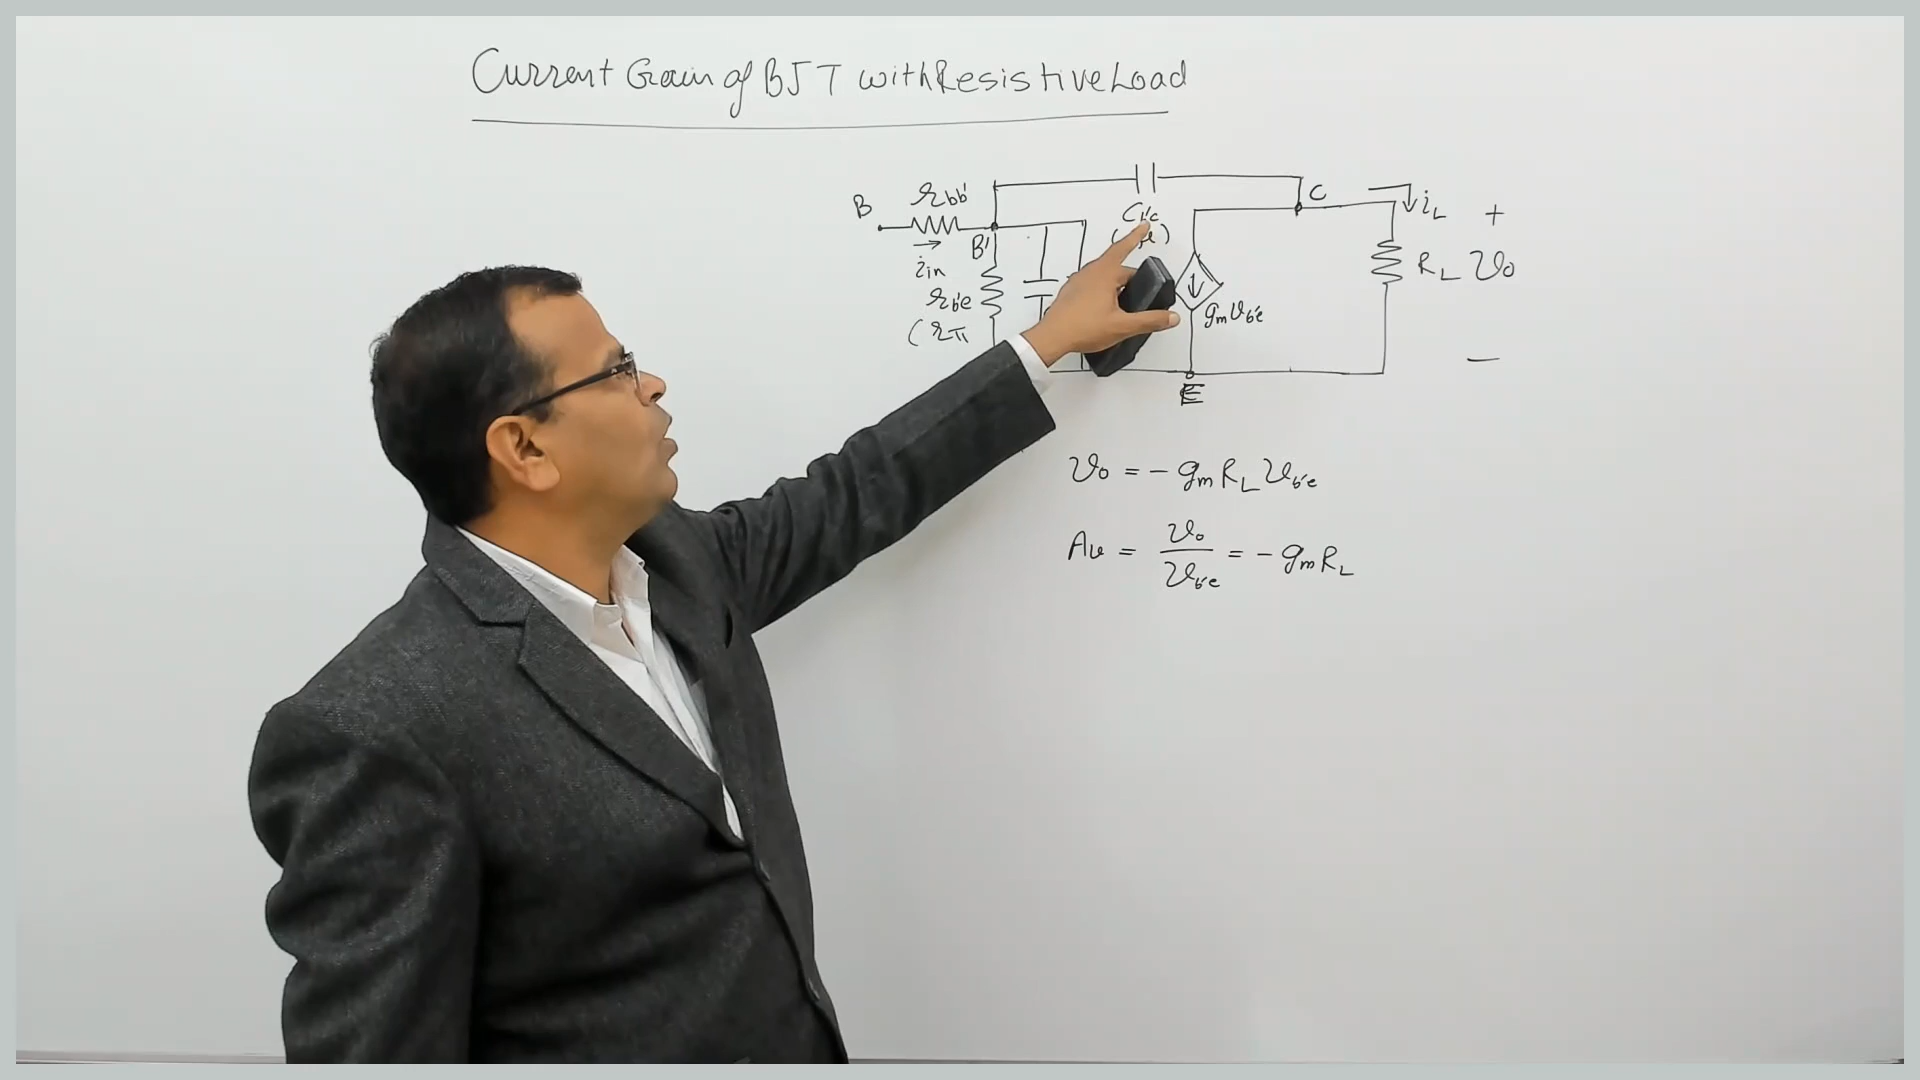 Current Gain of BJT with Resistive Load
B
rbb'
B'
iin
rb'e
(rπ
Cb'c
C
iL
+
RL
vo
gmvb'e
−
E
vo = − gmRLvb'e
Av = vo/vb'e = − gmRL